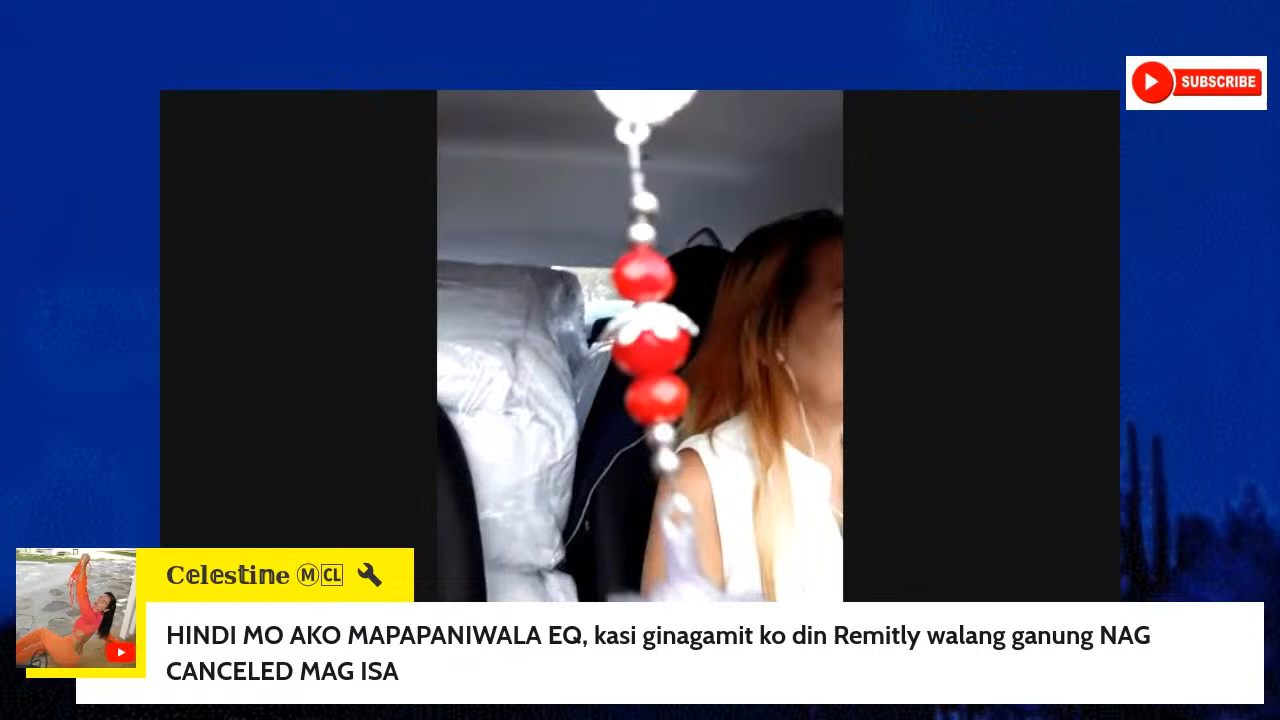 SUBSCRIBE
Celestine Ⓜ🄲🄻
HINDI MO AKO MAPAPANIWALA EQ, kasi ginagamit ko din Remitly walang ganung NAG
CANCELED MAG ISA